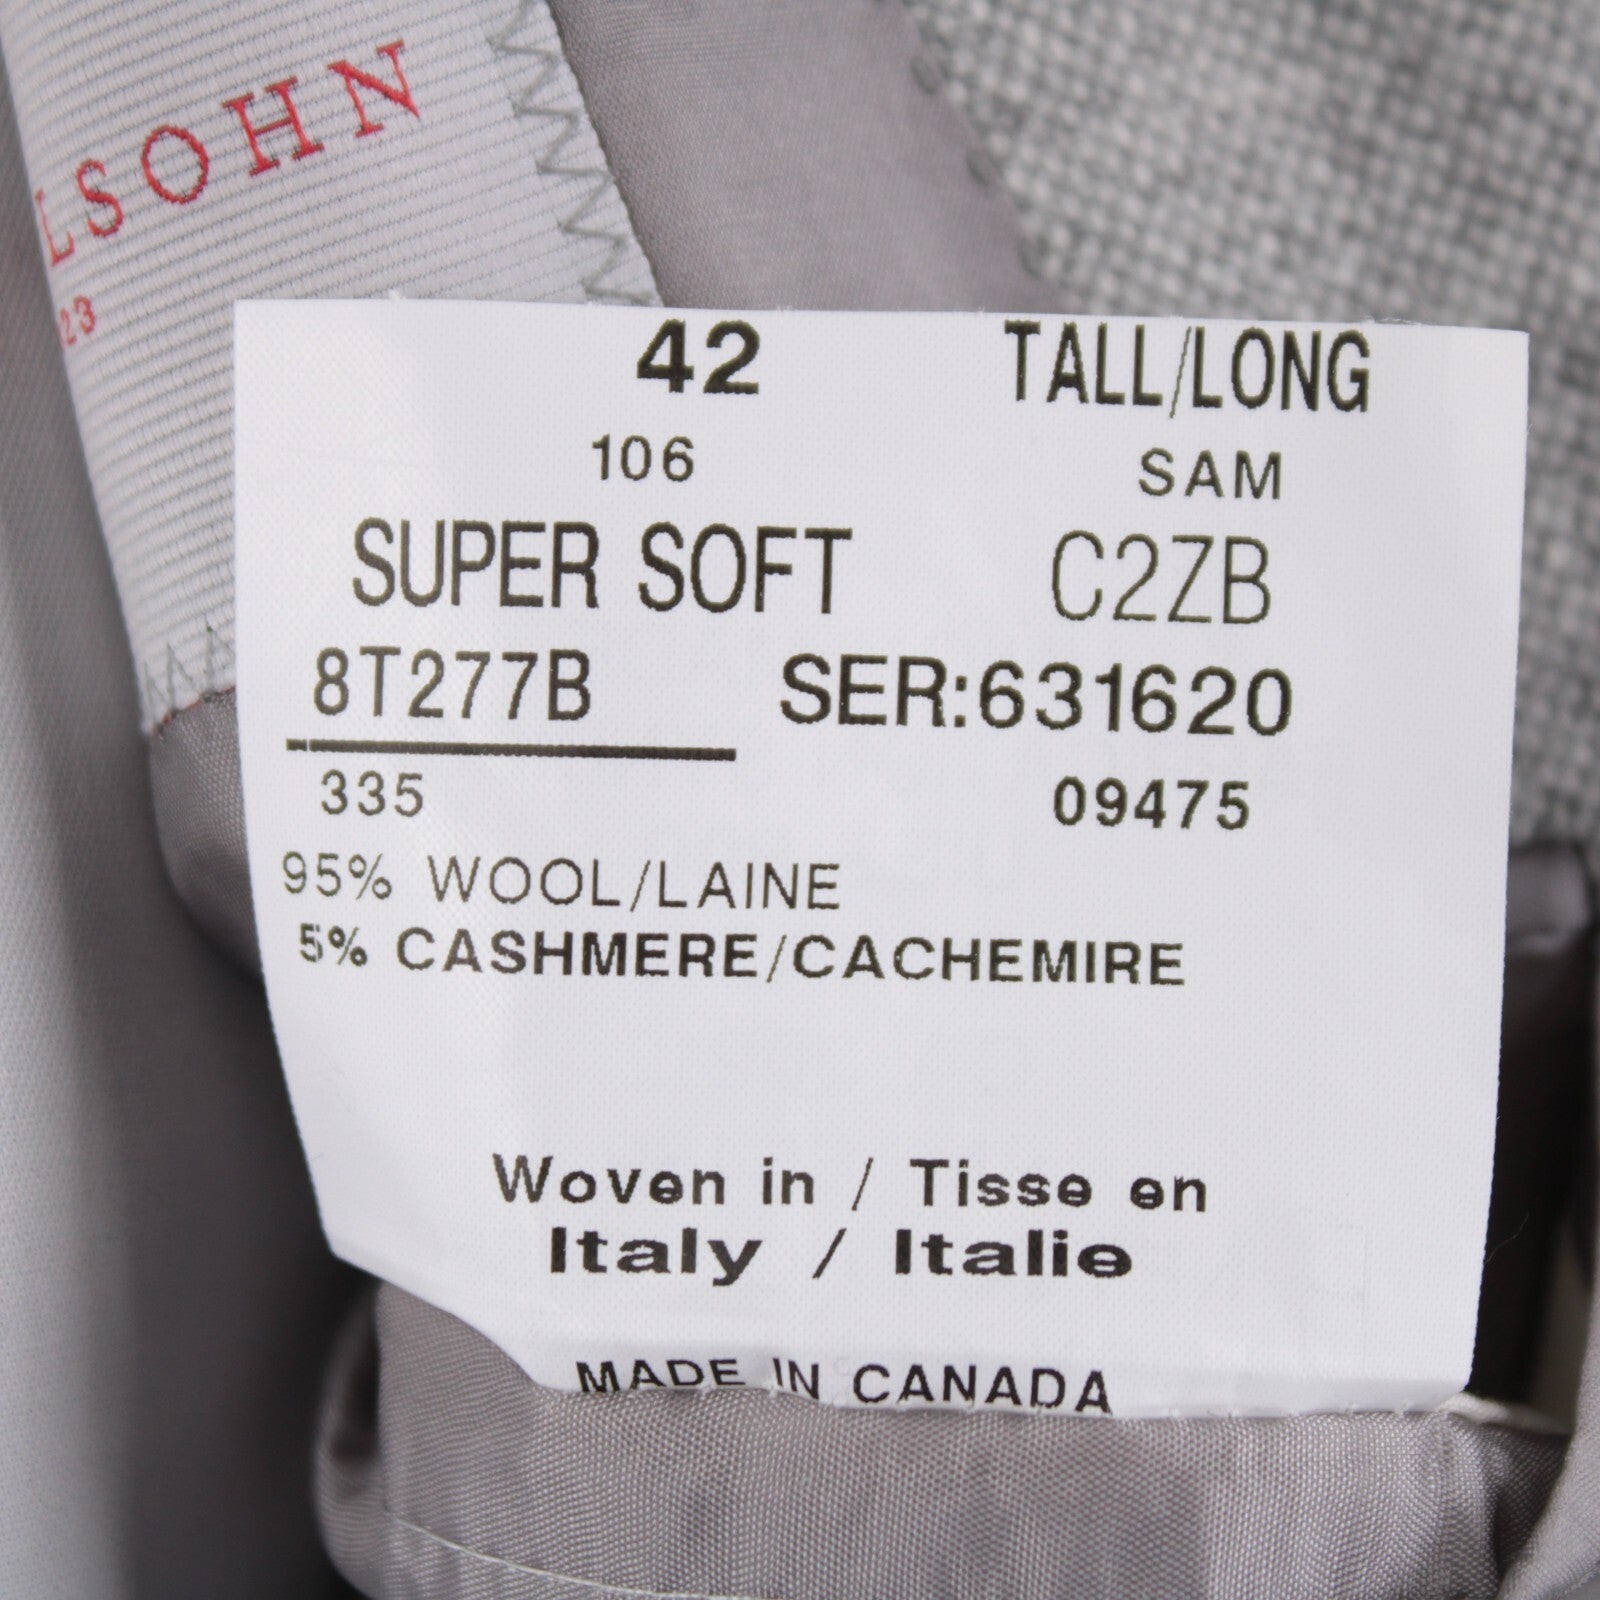 LSOHN
23
42 TALL/LONG
106 SAM
SUPER SOFT C2ZB
8T277B SER:631620
335 09475
95% WOOL/LAINE
5% CASHMERE/CACHEMIRE
Woven in / Tisse en
Italy / Italie
MADE IN CANADA